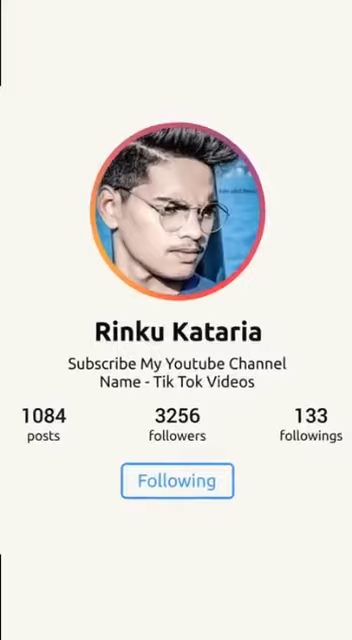 Rinku Kataria
Subscribe My Youtube Channel
Name - Tik Tok Videos
1084 3256 133
posts followers followings
Following